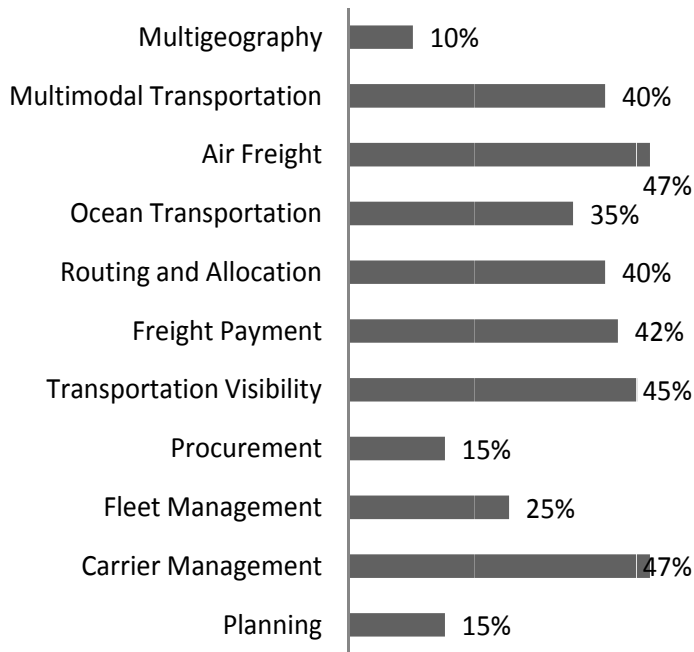 Multigeography 10%
Multimodal Transportation 40%
Air Freight 47%
Ocean Transportation 35%
Routing and Allocation 40%
Freight Payment 42%
Transportation Visibility 45%
Procurement 15%
Fleet Management 25%
Carrier Management 47%
Planning 15%